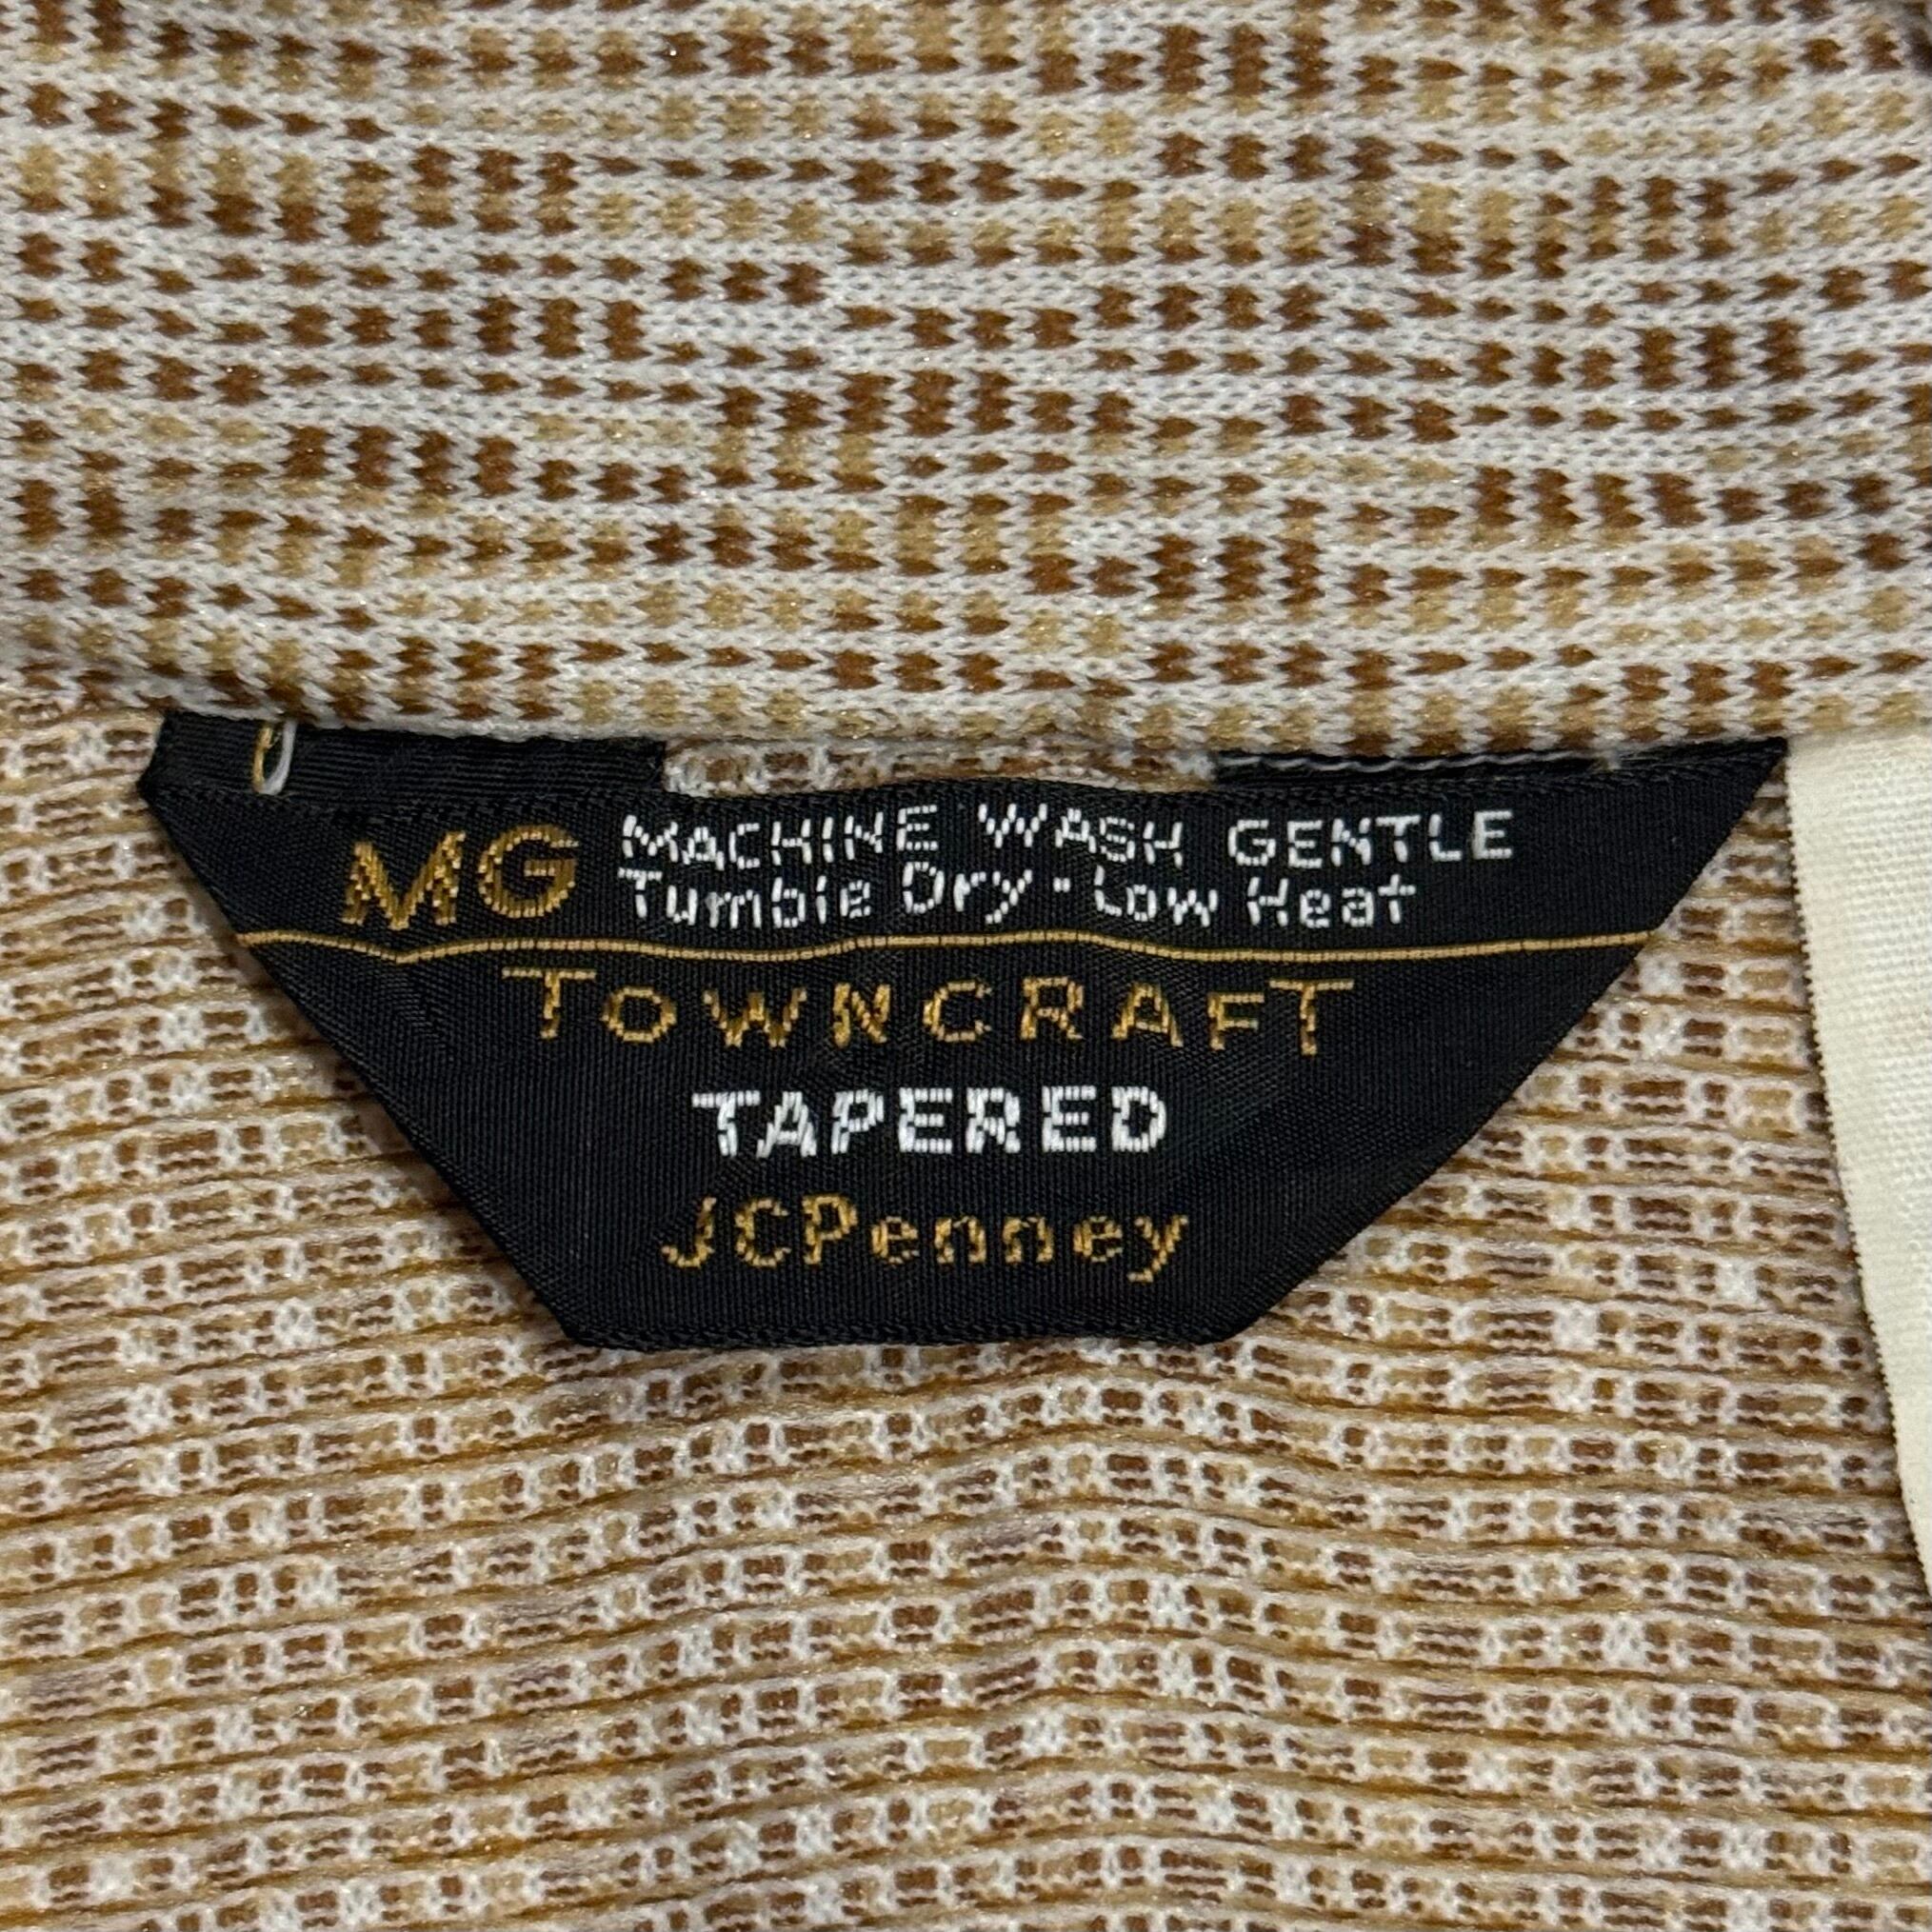 MG MACHINE WASH GENTLE
Tumble Dry - Low Heat
TOWNCRAFT
TAPERED
JCPenney